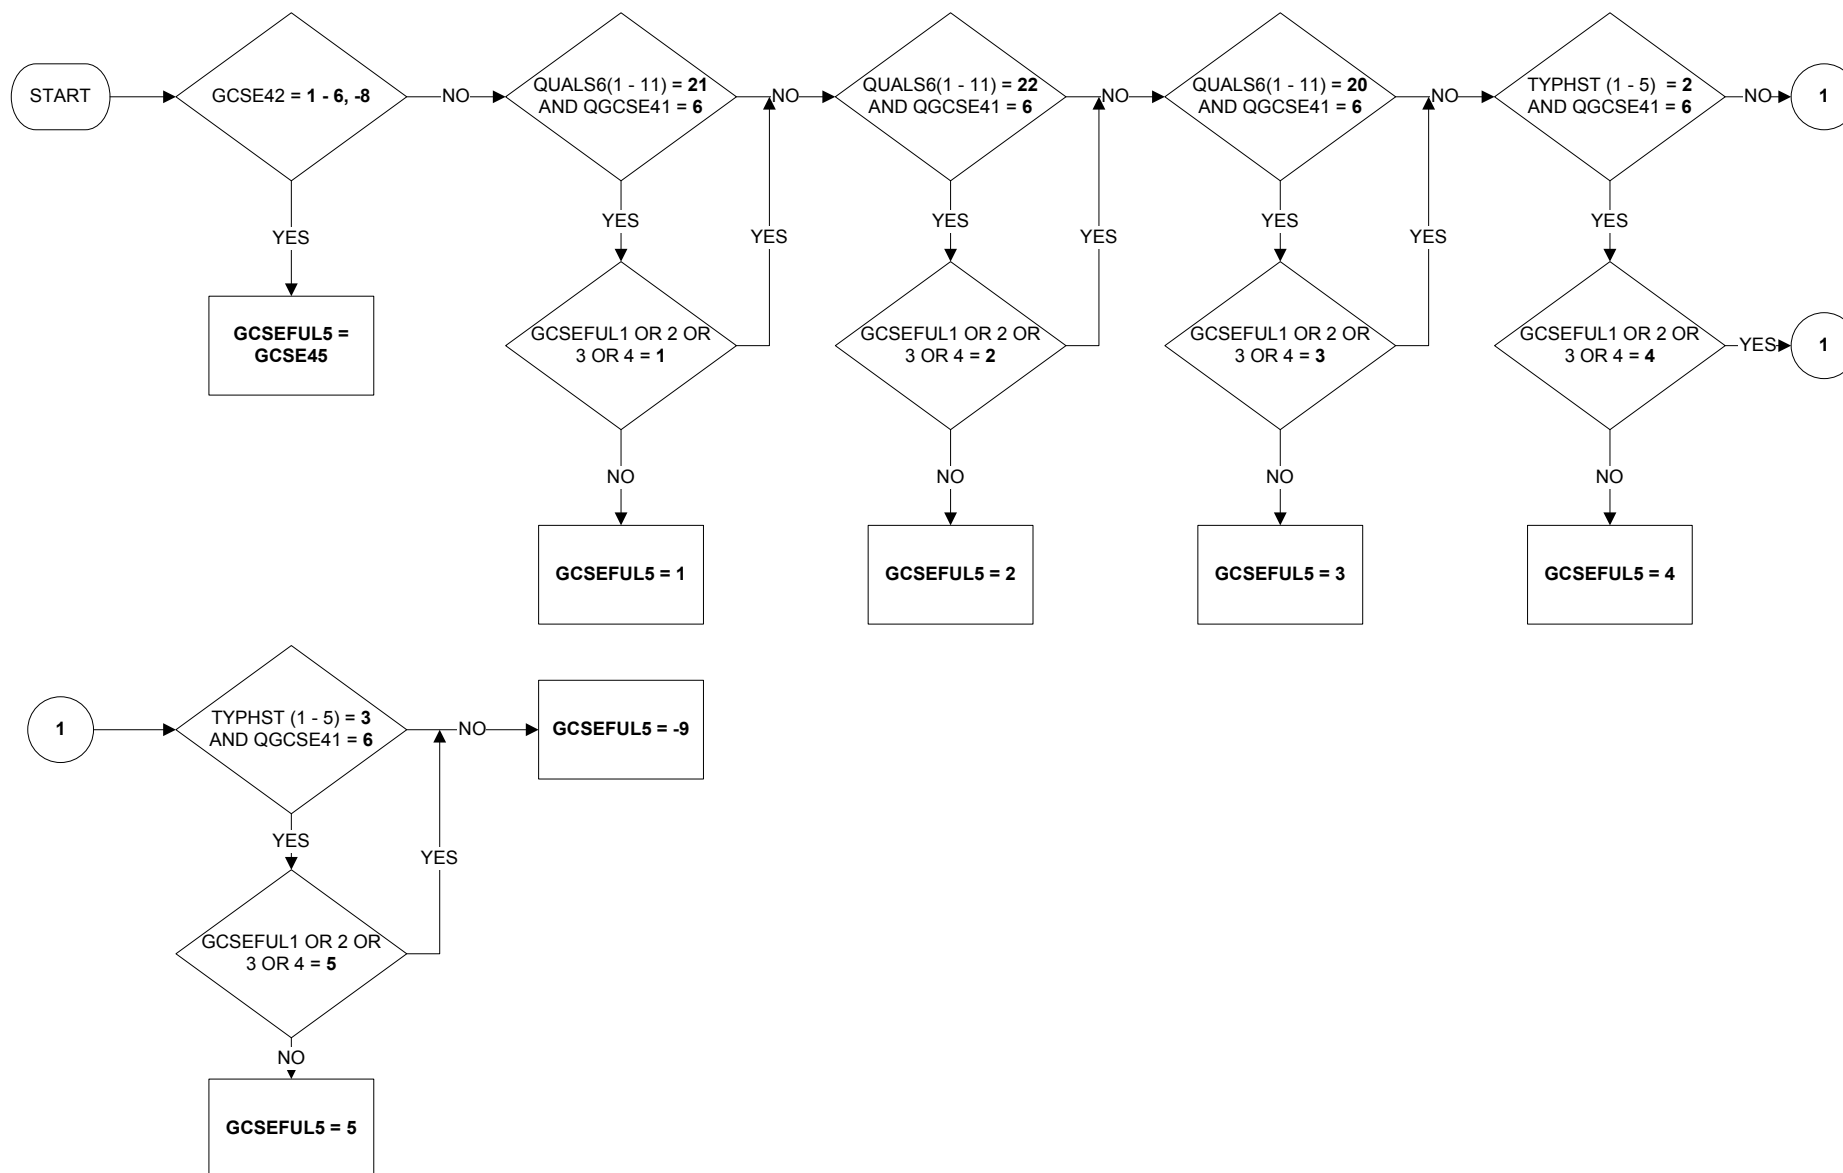 START
GCSE42 = 1 - 6, -8
NO
QUALS6(1 - 11) = 21
AND QGCSE41 = 6
NO
QUALS6(1 - 11) = 22
AND QGCSE41 = 6
NO
QUALS6(1 - 11) = 20
AND QGCSE41 = 6
NO
TYPHST (1 - 5) = 2
AND QGCSE41 = 6
NO
1
YES
YES
YES
YES
YES
YES
YES
YES
GCSEFUL5 =
GCSE45
GCSEFUL1 OR 2 OR
3 OR 4 = 1
GCSEFUL1 OR 2 OR
3 OR 4 = 2
GCSEFUL1 OR 2 OR
3 OR 4 = 3
GCSEFUL1 OR 2 OR
3 OR 4 = 4
YES
1
NO
NO
NO
NO
GCSEFUL5 = 1
GCSEFUL5 = 2
GCSEFUL5 = 3
GCSEFUL5 = 4
1
TYPHST (1 - 5) = 3
AND QGCSE41 = 6
NO
GCSEFUL5 = -9
YES
YES
GCSEFUL1 OR 2 OR
3 OR 4 = 5
NO
GCSEFUL5 = 5